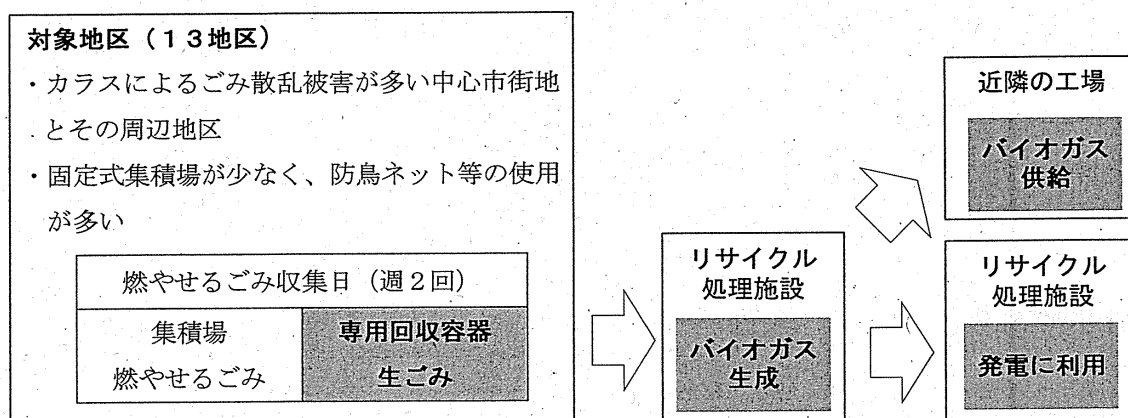 対象地区（１３地区）
・カラスによるごみ散乱被害が多い中心市街地
とその周辺地区
・固定式集積場が少なく、防鳥ネット等の使用
が多い
燃やせるごみ収集日（週２回）
集積場
燃やせるごみ
専用回収容器
生ごみ
リサイクル
処理施設
バイオガス
生成
近隣の工場
バイオガス
供給
リサイクル
処理施設
発電に利用